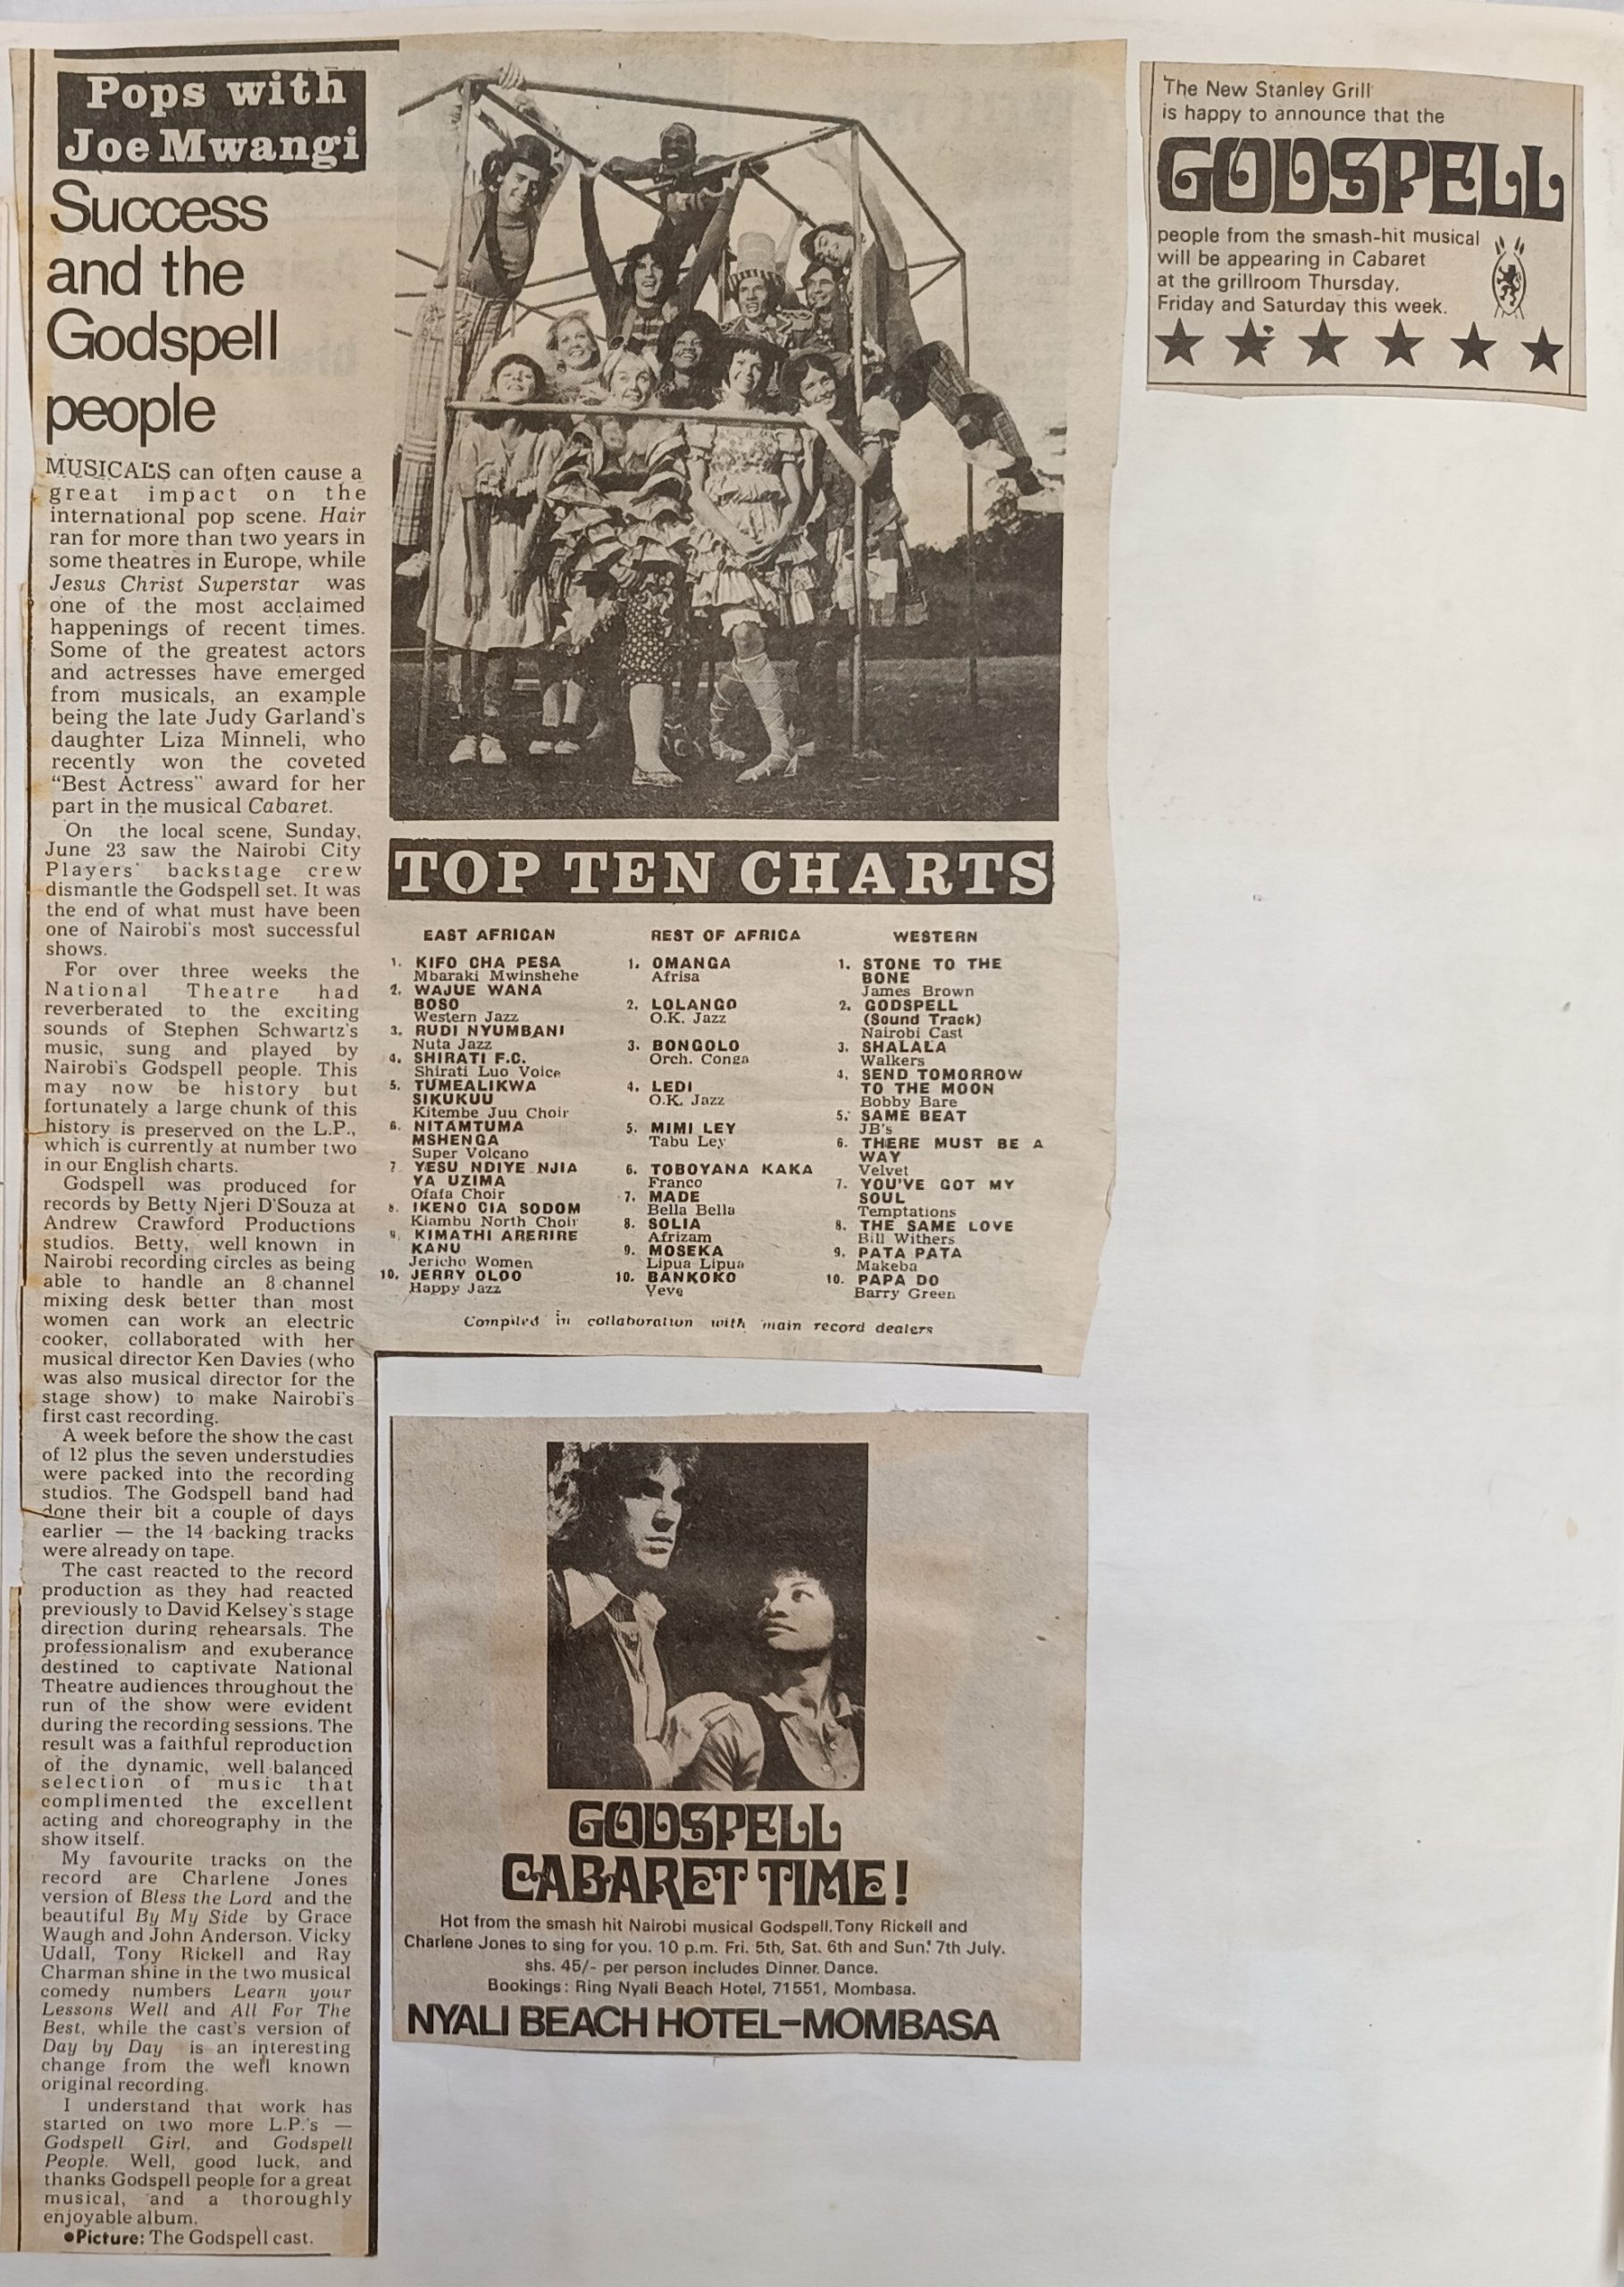 Pops with
Joe Mwangi
Success
and the
Godspell
people
MUSICALS can often cause a
great impact on the
international pop scene. Hair
ran for more than two years in
some theatres in Europe, while
Jesus Christ Superstar was
one of the most acclaimed
happenings of recent times.
Some of the greatest actors
and actresses have emerged
from musicals, an example
being the late Judy Garland's
daughter Liza Minneli, who
recently won the coveted
"Best Actress" award for her
part in the musical Cabaret.
On the local scene, Sunday,
June 23 saw the Nairobi City
Players' backstage crew
dismantle the Godspell set. It was
the end of what must have been
one of Nairobi's most successful
shows.
For over three weeks the
National Theatre had
reverberated to the exciting
sounds of Stephen Schwartz's
music, sung and played by
Nairobi's Godspell people. This
may now be history but
fortunately a large chunk of this
history is preserved on the L.P.,
which is currently at number two
in our English charts.
Godspell was produced for
records by Betty Njeri D'Souza at
Andrew Crawford Productions
studios. Betty, well known in
Nairobi recording circles as being
able to handle an 8 channel
mixing desk better than most
women can work an electric
cooker, collaborated with her
musical director Ken Davies (who
was also musical director for the
stage show) to make Nairobi's
first cast recording.
A week before the show the cast
of 12 plus the seven understudies
were packed into the recording
studios. The Godspell band had
done their bit a couple of days
earlier — the 14 backing tracks
were already on tape.
The cast reacted to the record
production as they had reacted
previously to David Kelsey's stage
direction during rehearsals. The
professionalism and exuberance
destined to captivate National
Theatre audiences throughout the
run of the show were evident
during the recording sessions. The
result was a faithful reproduction
of the dynamic, well balanced
selection of music that
complimented the excellent
acting and choreography in the
show itself.
My favourite tracks on the
record are Charlene Jones
version of Bless the Lord and the
beautiful By My Side by Grace
Waugh and John Anderson. Vicky
Udall, Tony Rickell and Ray
Charman shine in the two musical
comedy numbers Learn your
Lessons Well and All For The
Best, while the cast's version of
Day by Day is an interesting
change from the well known
original recording.
I understand that work has
started on two more L.P.'s —
Godspell Girl, and Godspell
People. Well, good luck, and
thanks Godspell people for a great
musical, and a thoroughly
enjoyable album.
●Picture: The Godspell cast.
TOP TEN CHARTS
EAST AFRICAN
1. KIFO CHA PESA
Mbaraki Mwinshehe
2. WAJUE WANA
BOSO
Western Jazz
3. RUDI NYUMBANI
Nuta Jazz
4. SHIRATI F.C.
Shirati Luo Voice
5. TUMEALIKWA
SIKUKUU
Kitembe Juu Choir
6. NITAMTUMA
MSHENGA
Super Volcano
7. YESU NDIYE NJIA
YA UZIMA
Ofafa Choir
8. IKENO CIA SODOM
Kiambu North Choir
9. KIMATHI ARERIRE
KANU
Jericho Women
10. JERRY OLOO
Happy Jazz
REST OF AFRICA
1. OMANGA
Afrisa
2. LOLANGO
O.K. Jazz
3. BONGOLO
Orch. Conga
4. LEDI
O.K. Jazz
5. MIMI LEY
Tabu Ley
6. TOBOYANA KAKA
Franco
7. MADE
Bella Bella
8. SOLIA
Afrizam
9. MOSEKA
Lipua Lipua
10. BANKOKO
Veve
WESTERN
1. STONE TO THE
BONE
James Brown
2. GODSPELL
(Sound Track)
Nairobi Cast
3. SHALALA
Walkers
4. SEND TOMORROW
TO THE MOON
Bobby Bare
5. SAME BEAT
JB's
6. THERE MUST BE A
WAY
Velvet
7. YOU'VE GOT MY
SOUL
Temptations
8. THE SAME LOVE
Bill Withers
9. PATA PATA
Makeba
10. PAPA DO
Barry Green
Compiled in collaboration with main record dealers
GODSPELL
CABARET TIME!
Hot from the smash hit Nairobi musical Godspell. Tony Rickell and
Charlene Jones to sing for you. 10 p.m. Fri. 5th, Sat. 6th and Sun. 7th July.
shs. 45/- per person includes Dinner, Dance.
Bookings: Ring Nyali Beach Hotel, 71551, Mombasa.
NYALI BEACH HOTEL–MOMBASA
The New Stanley Grill
is happy to announce that the
GODSPELL
people from the smash-hit musical
will be appearing in Cabaret
at the grillroom Thursday,
Friday and Saturday this week.